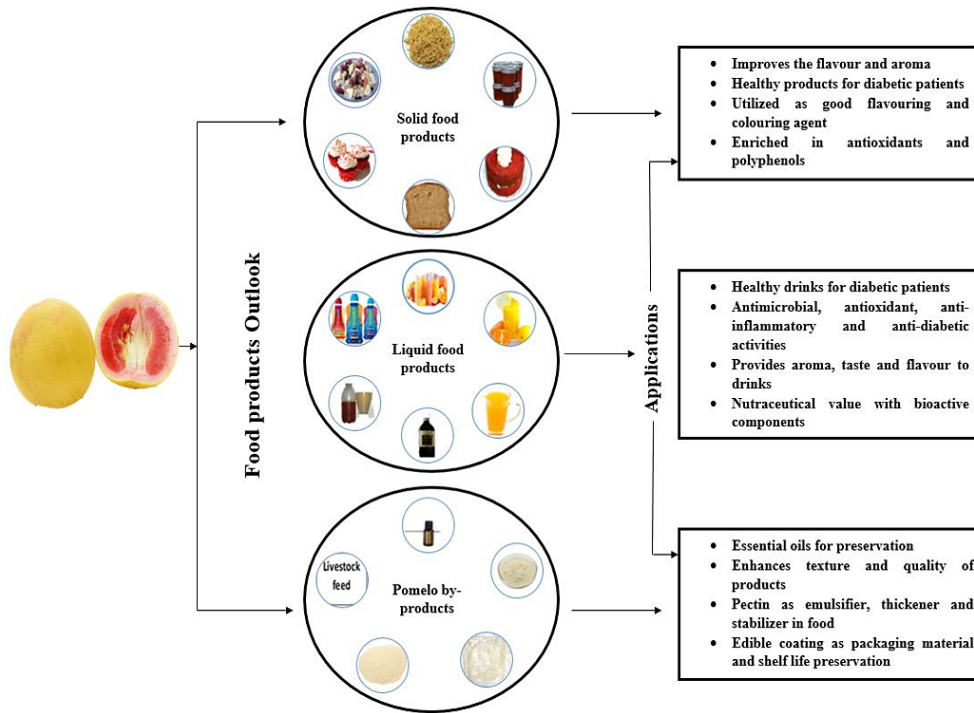 Food products Outlook
Solid food
products
Liquid food
products
Livestock
feed
Pomelo by-
products
Applications
• Improves the flavour and aroma
• Healthy products for diabetic patients
• Utilized as good flavouring and
colouring agent
• Enriched in antioxidants and
polyphenols
• Healthy drinks for diabetic patients
• Antimicrobial, antioxidant, anti-
inflammatory and anti-diabetic
activities
• Provides aroma, taste and flavour to
drinks
• Nutraceutical value with bioactive
components
• Essential oils for preservation
• Enhances texture and quality of
products
• Pectin as emulsifier, thickener and
stabilizer in food
• Edible coating as packaging material
and shelf life preservation